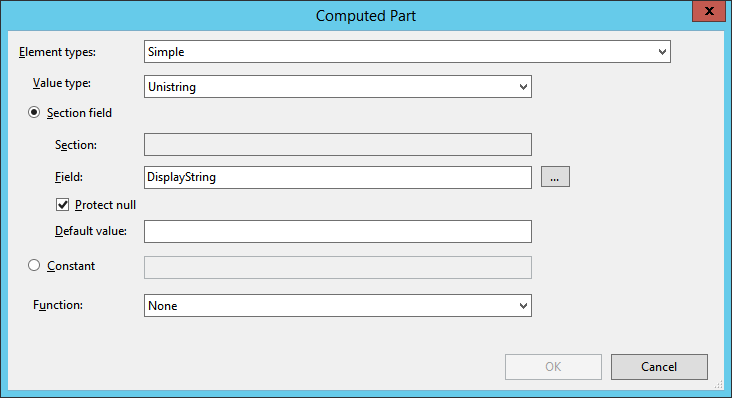 Computed Part
x
Element types: Simple
Value type: Unistring
Section field
Section:
Field: DisplayString ...
Protect null
Default value:
Constant
Function: None
OK Cancel